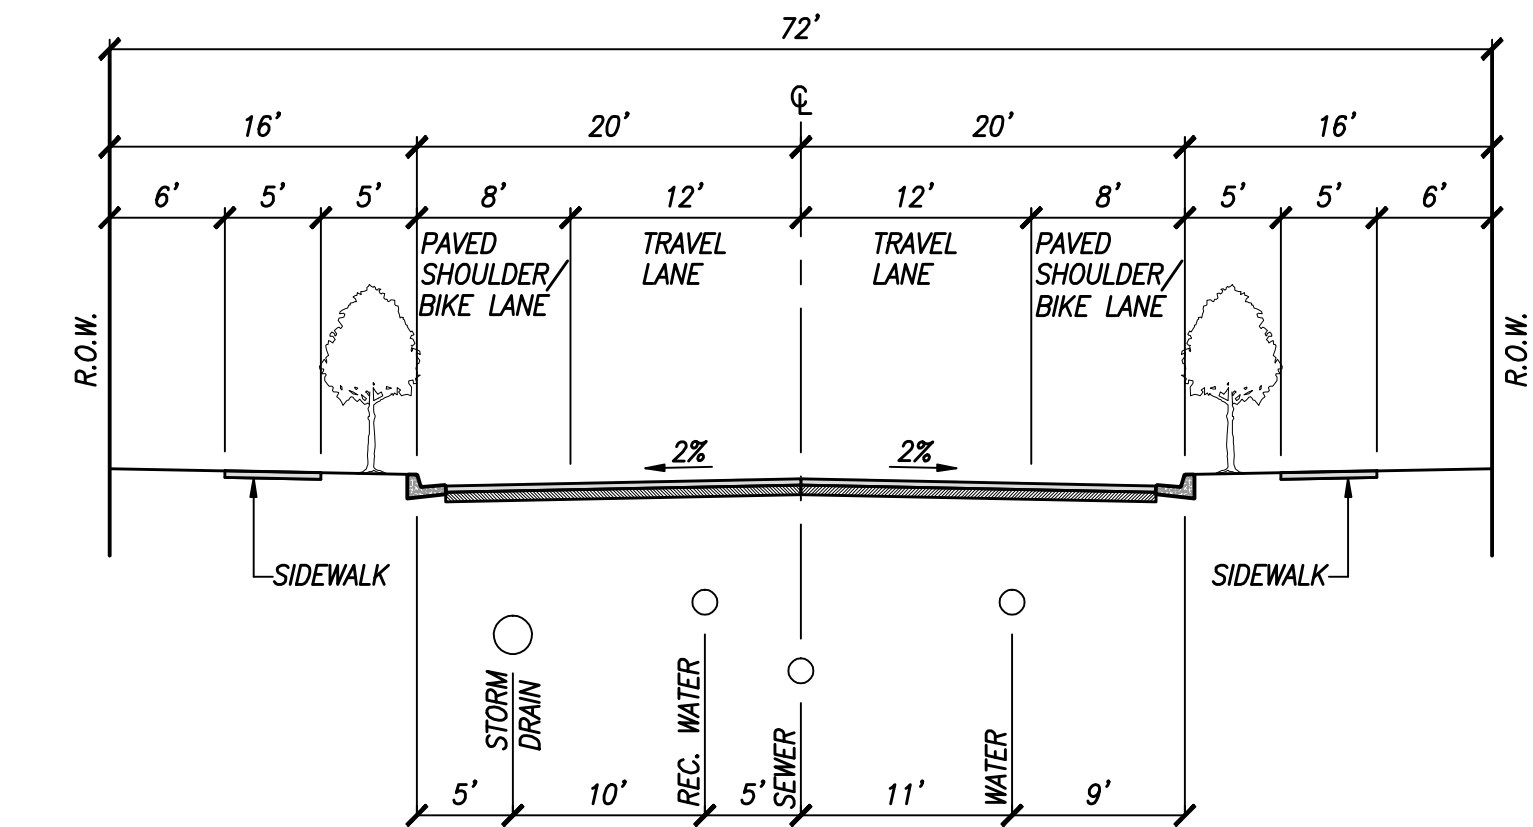 72'
℄
16' 20' 20' 16'
6' 5' 5' 8' 12' 12' 8' 5' 5' 6'
PAVED
SHOULDER/
BIKE LANE
TRAVEL
LANE
TRAVEL
LANE
PAVED
SHOULDER/
BIKE LANE
R.O.W.
R.O.W.
2% 2%
SIDEWALK
SIDEWALK
STORM
DRAIN
REC. WATER
SEWER
WATER
5' 10' 5' 11' 9'